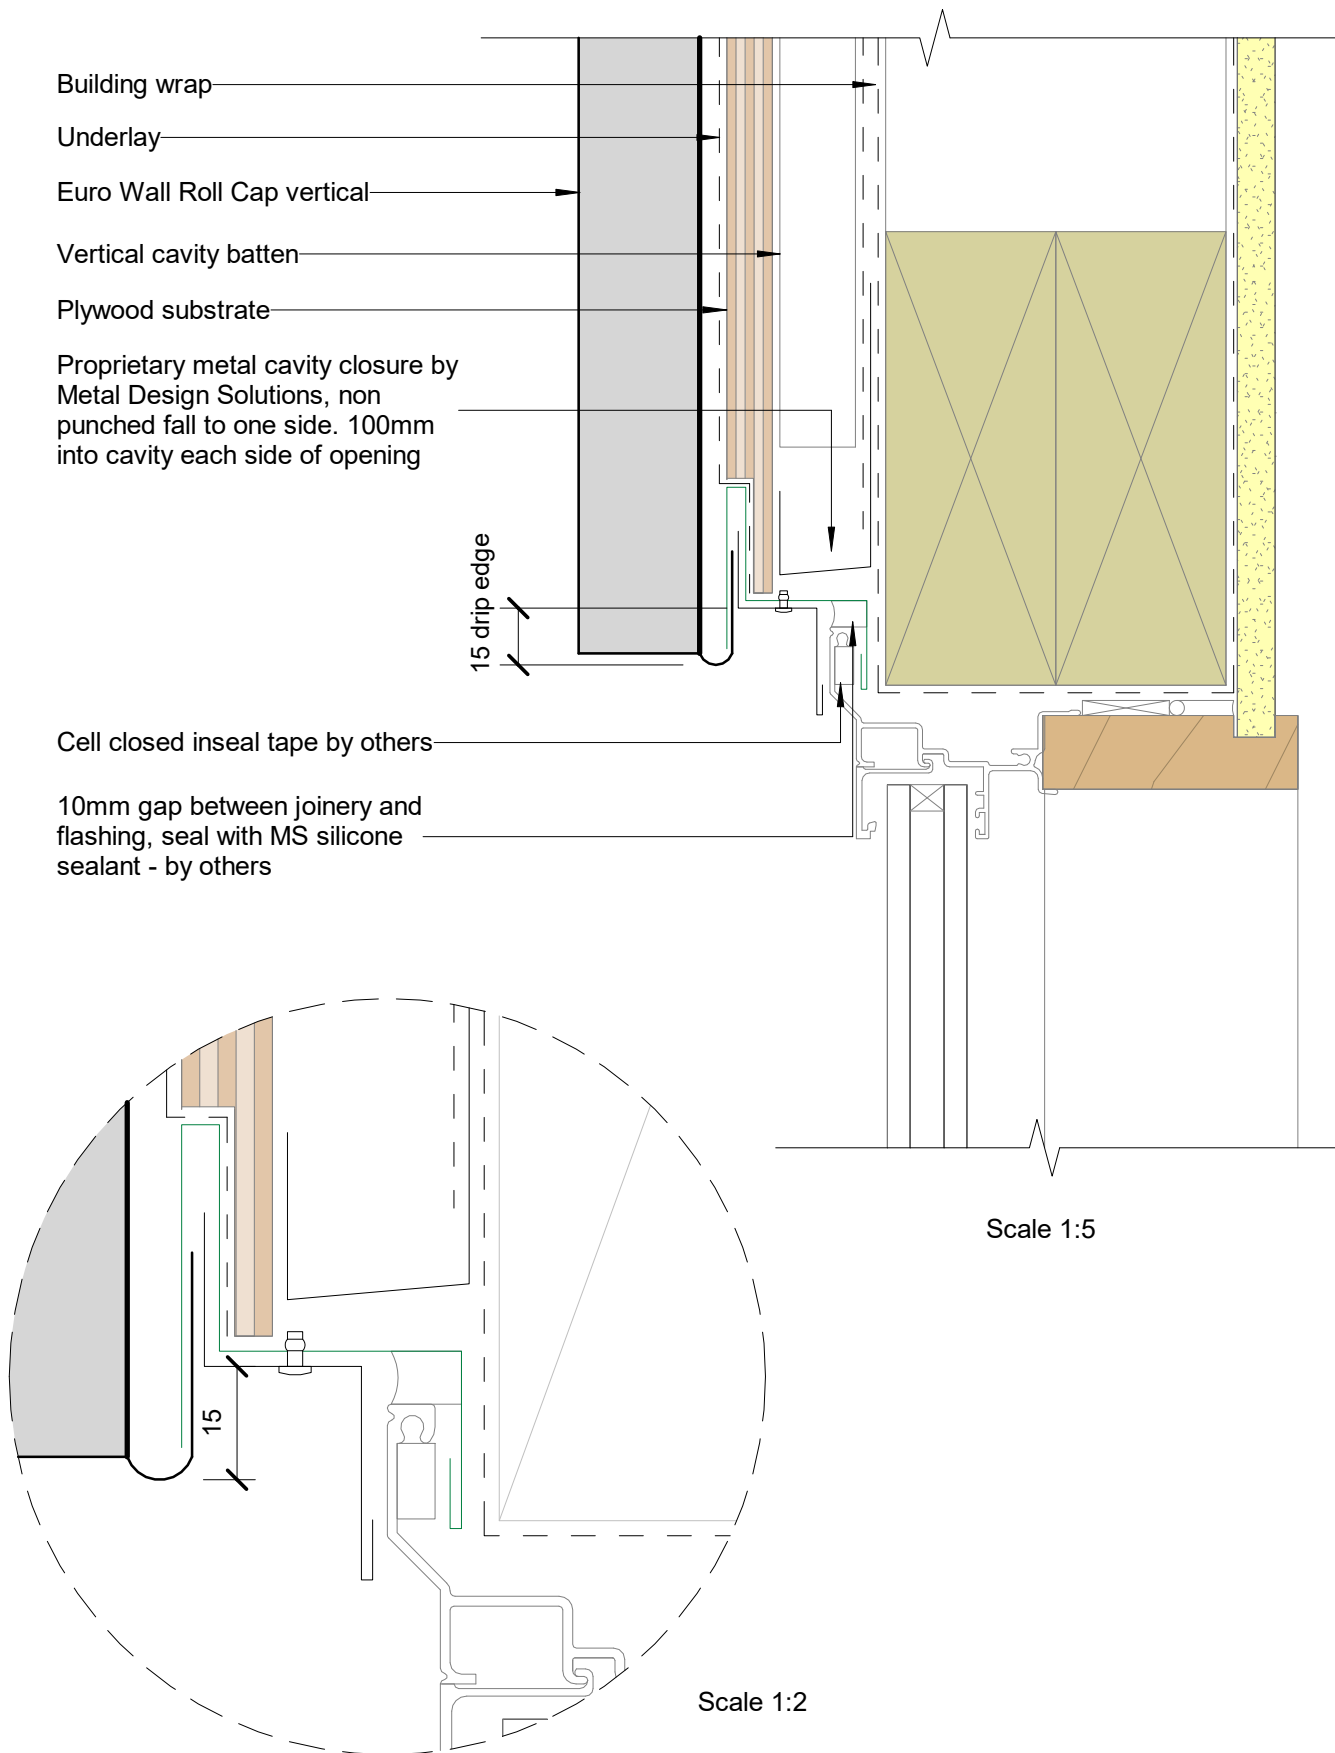 Building wrap
Underlay
Euro Wall Roll Cap vertical
Vertical cavity batten
Plywood substrate
Proprietary metal cavity closure by
Metal Design Solutions, non
punched fall to one side. 100mm
into cavity each side of opening
15 drip edge
Cell closed inseal tape by others
10mm gap between joinery and
flashing, seal with MS silicone
sealant - by others
Scale 1:5
15
Scale 1:2